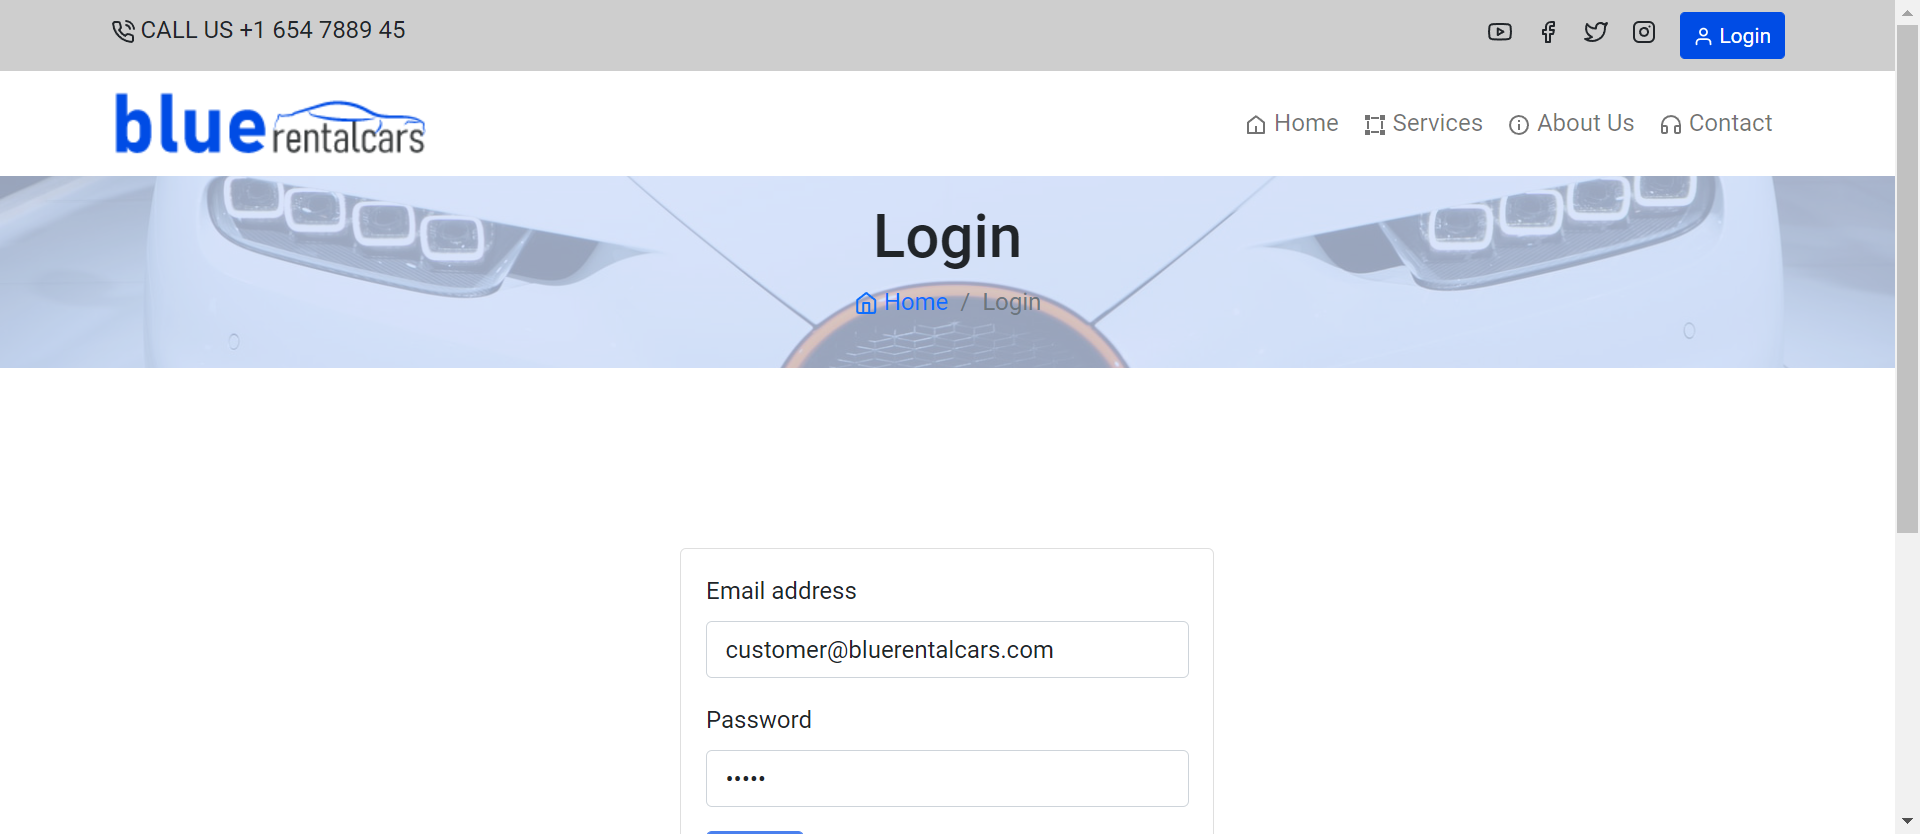 CALL US +1 654 7889 45
Login
blue rentalcars
Home
Services
About Us
Contact
Login
Home / Login
Email address
customer@bluerentalcars.com
Password
•••••